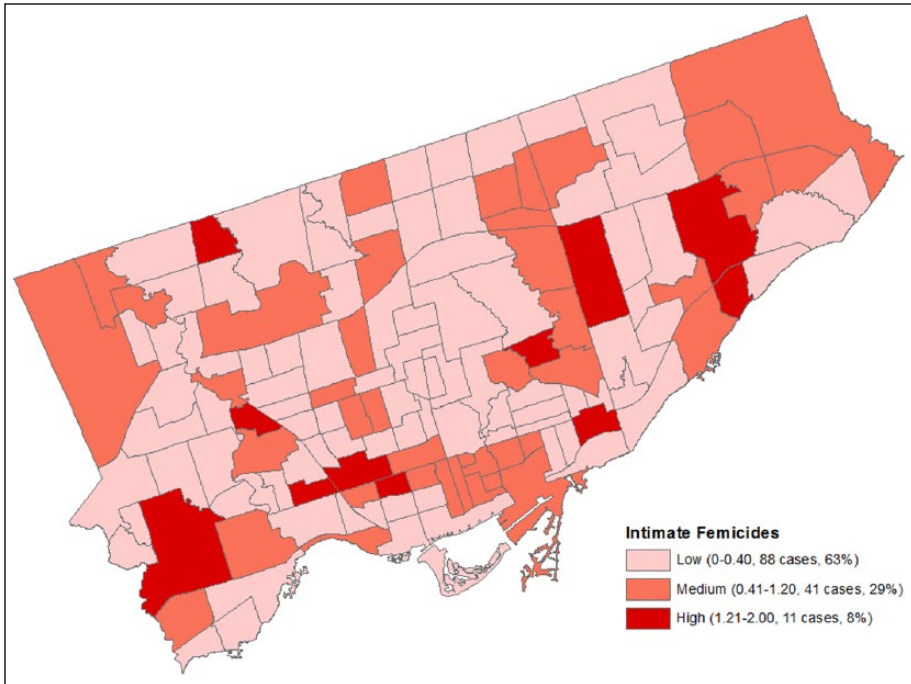 Intimate Femicides
Low (0-0.40, 88 cases, 63%)
Medium (0.41-1.20, 41 cases, 29%)
High (1.21-2.00, 11 cases, 8%)